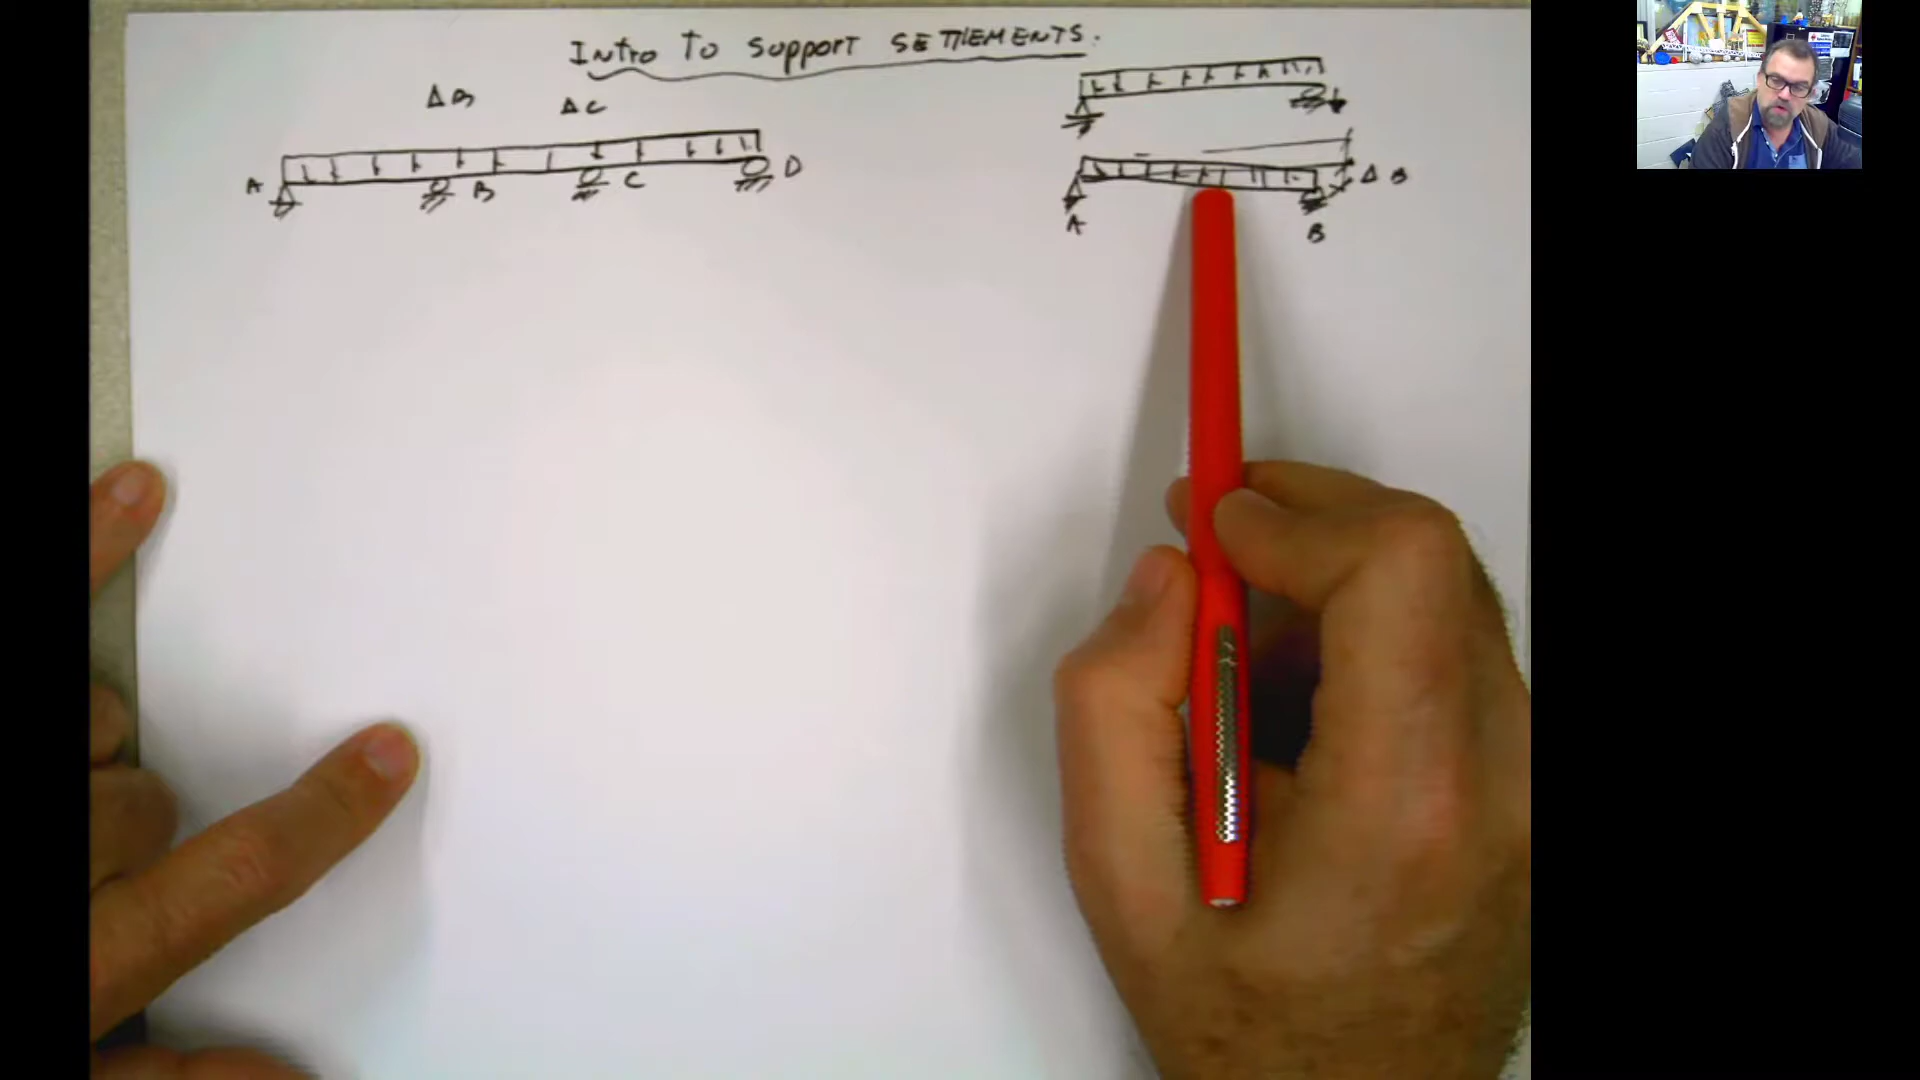 Intro to support SETTLEMENTS.
ΔB ΔC
A B C D
ΔB
A B